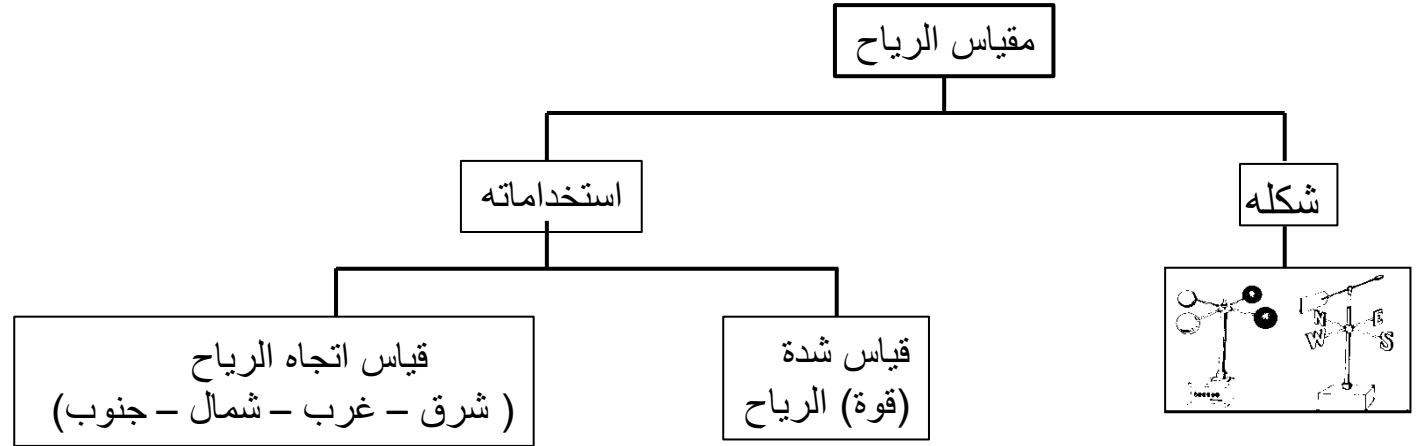 مقياس الرياح
شكله
استخداماته
قياس شدة
(قوة) الرياح
قياس اتجاه الرياح
( شرق – غرب – شمال – جنوب)
N E
W S